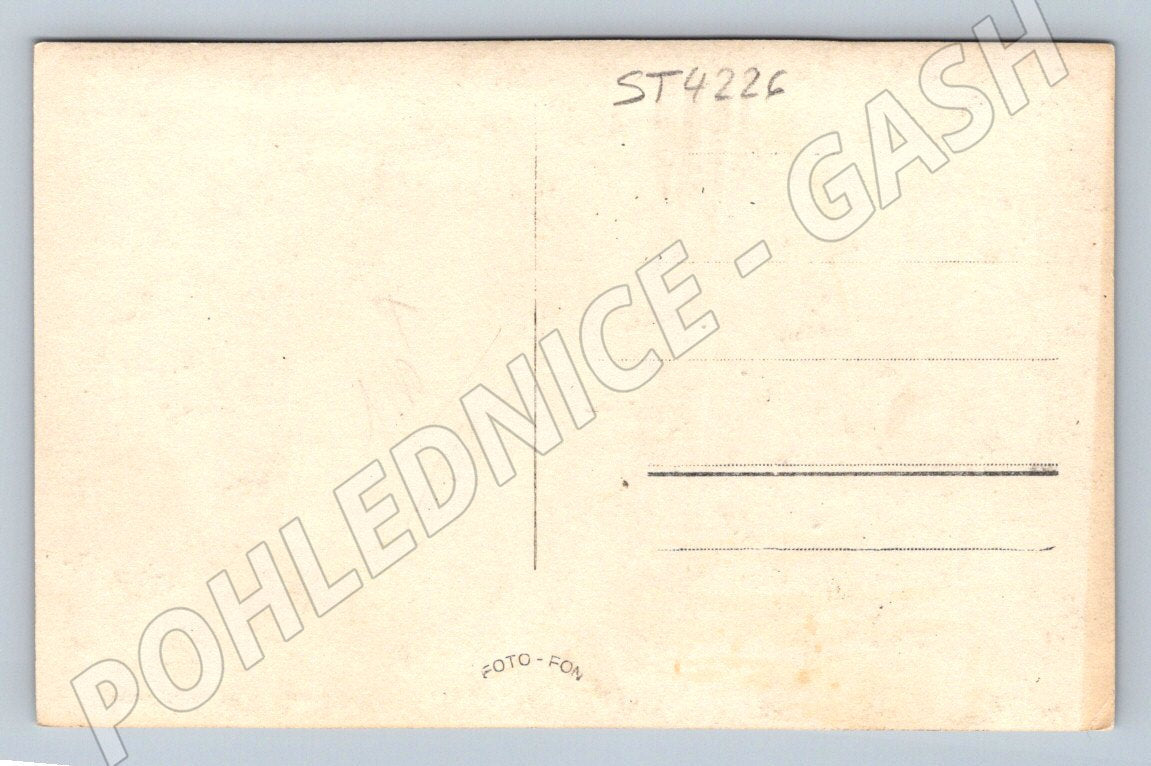 ST4226
POHLEDNICE - GASH
FOTO - FON